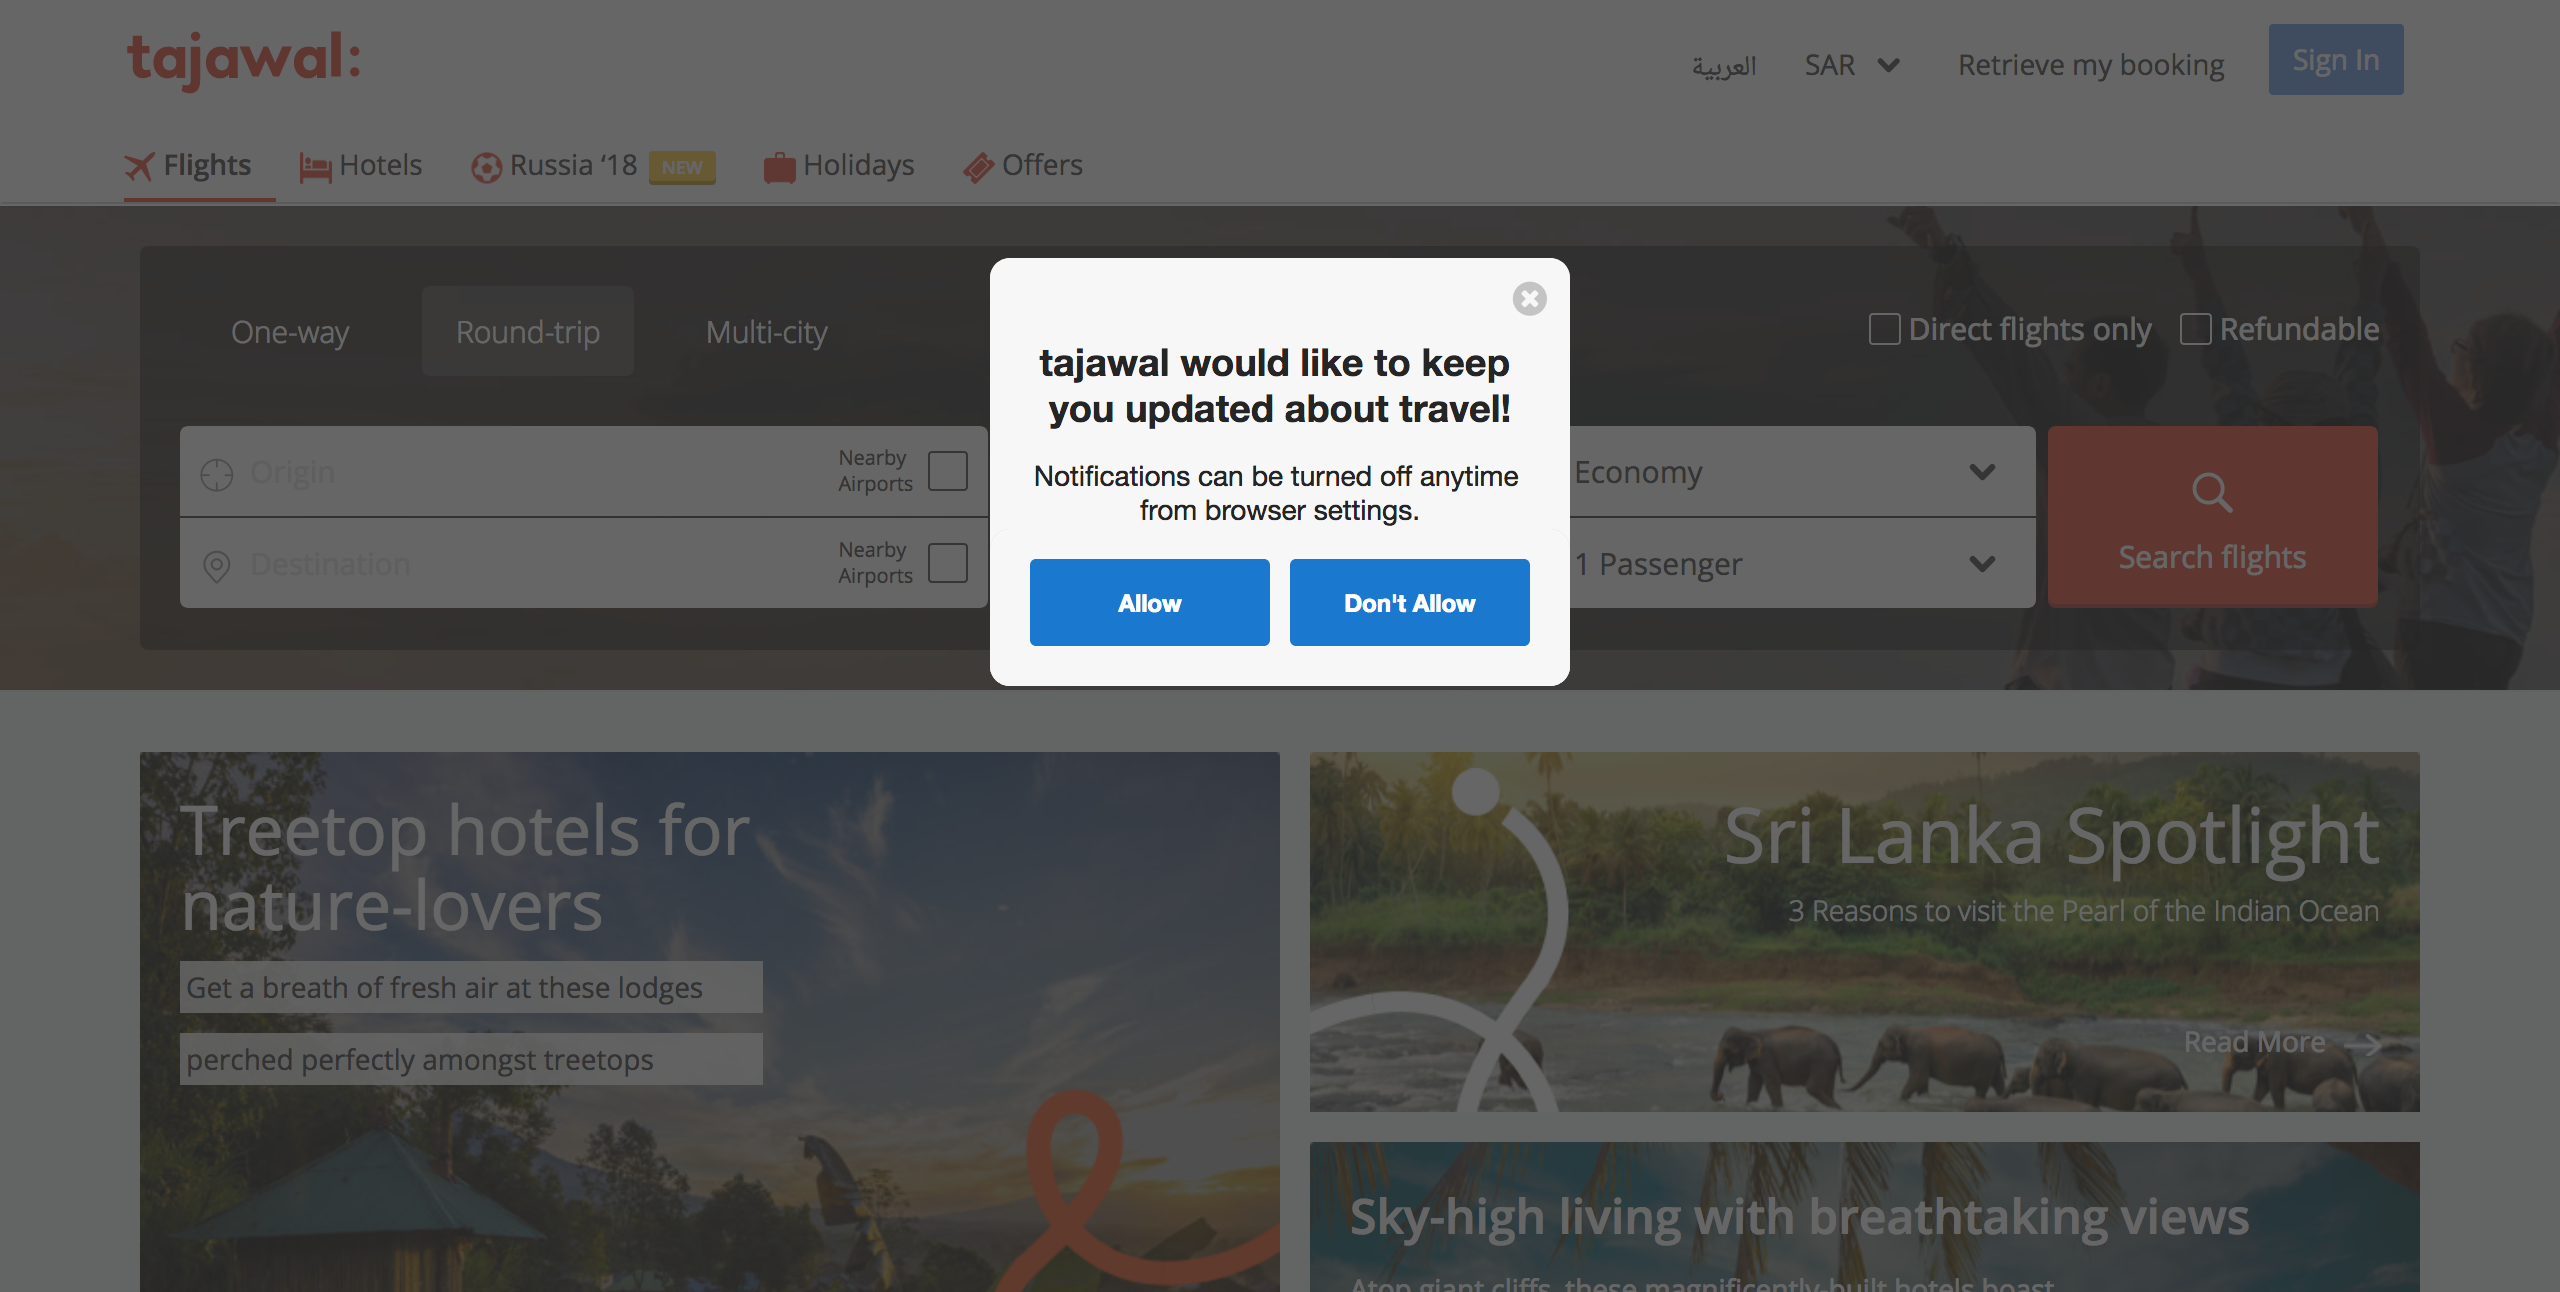 tajawal:
العربية
SAR
Retrieve my booking
Sign In
Flights
Hotels
Russia ‘18
NEW
Holidays
Offers
One-way
Round-trip
Multi-city
Direct flights only
Refundable
tajawal would like to keep
you updated about travel!
Notifications can be turned off anytime
from browser settings.
Allow
Don't Allow
Origin
Nearby
Airports
Destination
Nearby
Airports
Economy
1 Passenger
Search flights
Treetop hotels for
nature-lovers
Get a breath of fresh air at these lodges
perched perfectly amongst treetops
Sri Lanka Spotlight
3 Reasons to visit the Pearl of the Indian Ocean
Read More
Sky-high living with breathtaking views
Atop giant cliffs, these magnificently-built hotels boast